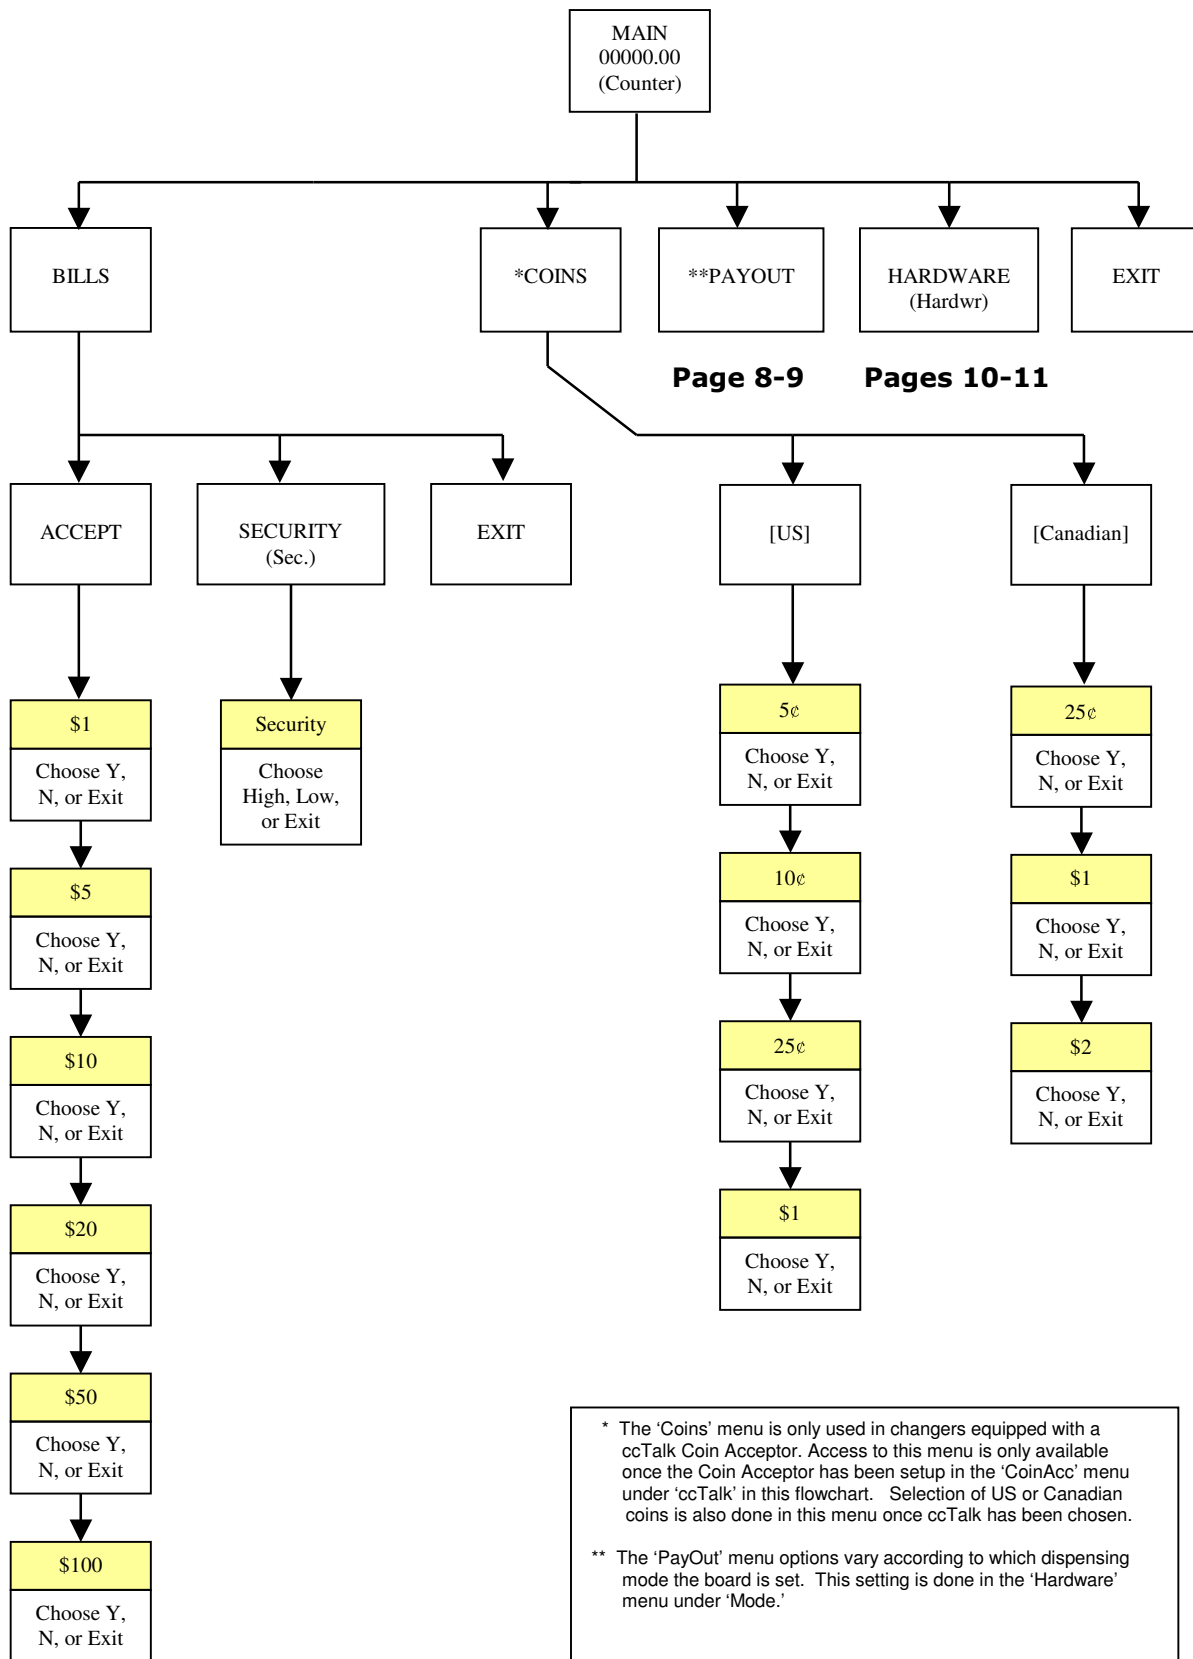 MAIN
00000.00
(Counter)
BILLS
*COINS
**PAYOUT
HARDWARE
(Hardwr)
EXIT
Page 8-9
Pages 10-11
ACCEPT
SECURITY
(Sec.)
EXIT
[US]
[Canadian]
$1
Choose Y,
N, or Exit
$5
Choose Y,
N, or Exit
$10
Choose Y,
N, or Exit
$20
Choose Y,
N, or Exit
$50
Choose Y,
N, or Exit
$100
Choose Y,
N, or Exit
Security
Choose
High, Low,
or Exit
5¢
Choose Y,
N, or Exit
10¢
Choose Y,
N, or Exit
25¢
Choose Y,
N, or Exit
$1
Choose Y,
N, or Exit
25¢
Choose Y,
N, or Exit
$1
Choose Y,
N, or Exit
$2
Choose Y,
N, or Exit
* The ‘Coins’ menu is only used in changers equipped with a
ccTalk Coin Acceptor. Access to this menu is only available
once the Coin Acceptor has been setup in the ‘CoinAcc’ menu
under ‘ccTalk’ in this flowchart. Selection of US or Canadian
coins is also done in this menu once ccTalk has been chosen.
** The ‘PayOut’ menu options vary according to which dispensing
mode the board is set. This setting is done in the ‘Hardware’
menu under ‘Mode.’